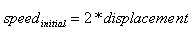 speed_initial = 2*displacement